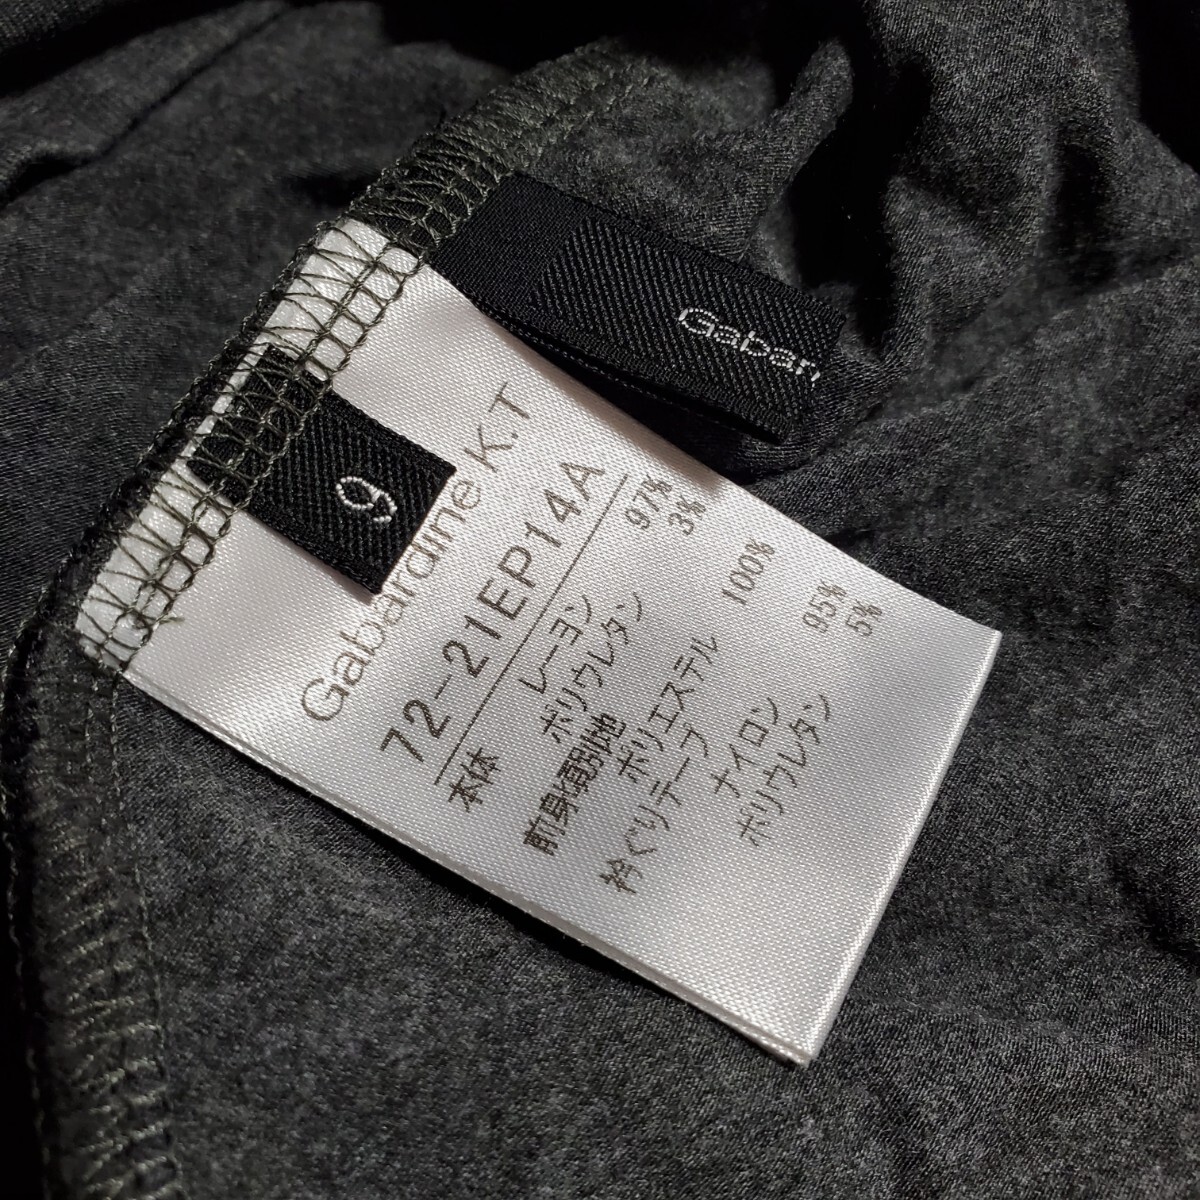 Gaban
9
Gabardine K.T
72-21EP14A
本体
レーヨン 97%
ポリウレタン 3%
前身頃別地
ポリエステル 100%
衿ぐりテープ
ナイロン 95%
ポリウレタン 5%